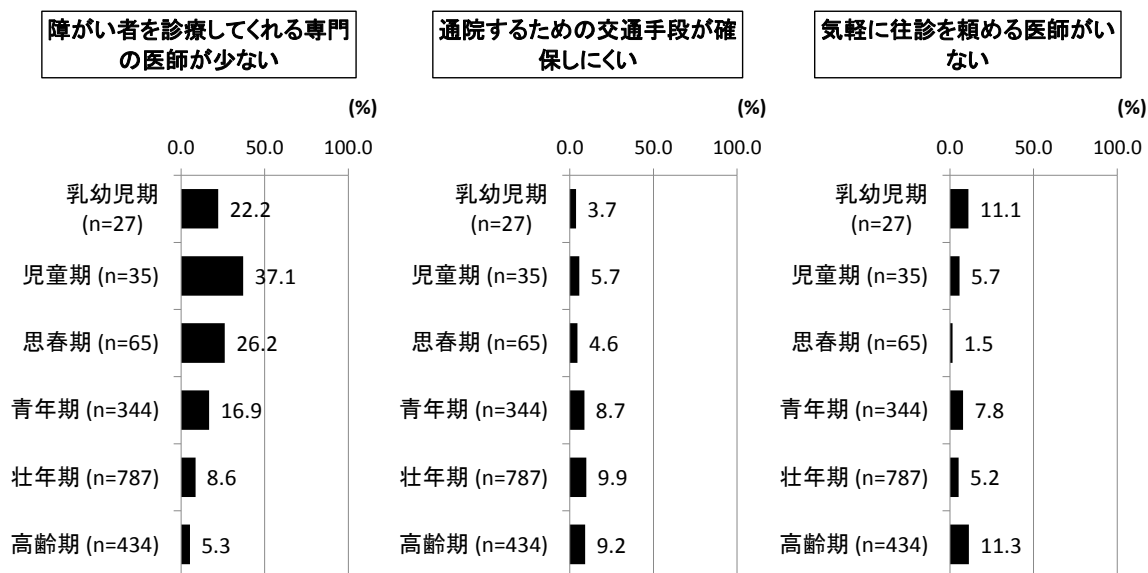 障がい者を診療してくれる専門
の医師が少ない
(%)
0.0 50.0 100.0
乳幼児期
(n=27)
22.2
児童期 (n=35) 37.1
思春期 (n=65) 26.2
青年期 (n=344) 16.9
壮年期 (n=787) 8.6
高齢期 (n=434) 5.3
通院するための交通手段が確
保しにくい
(%)
0.0 50.0 100.0
乳幼児期
(n=27)
3.7
児童期 (n=35) 5.7
思春期 (n=65) 4.6
青年期 (n=344) 8.7
壮年期 (n=787) 9.9
高齢期 (n=434) 9.2
気軽に往診を頼める医師がい
ない
(%)
0.0 50.0 100.0
乳幼児期
(n=27)
11.1
児童期 (n=35) 5.7
思春期 (n=65) 1.5
青年期 (n=344) 7.8
壮年期 (n=787) 5.2
高齢期 (n=434) 11.3